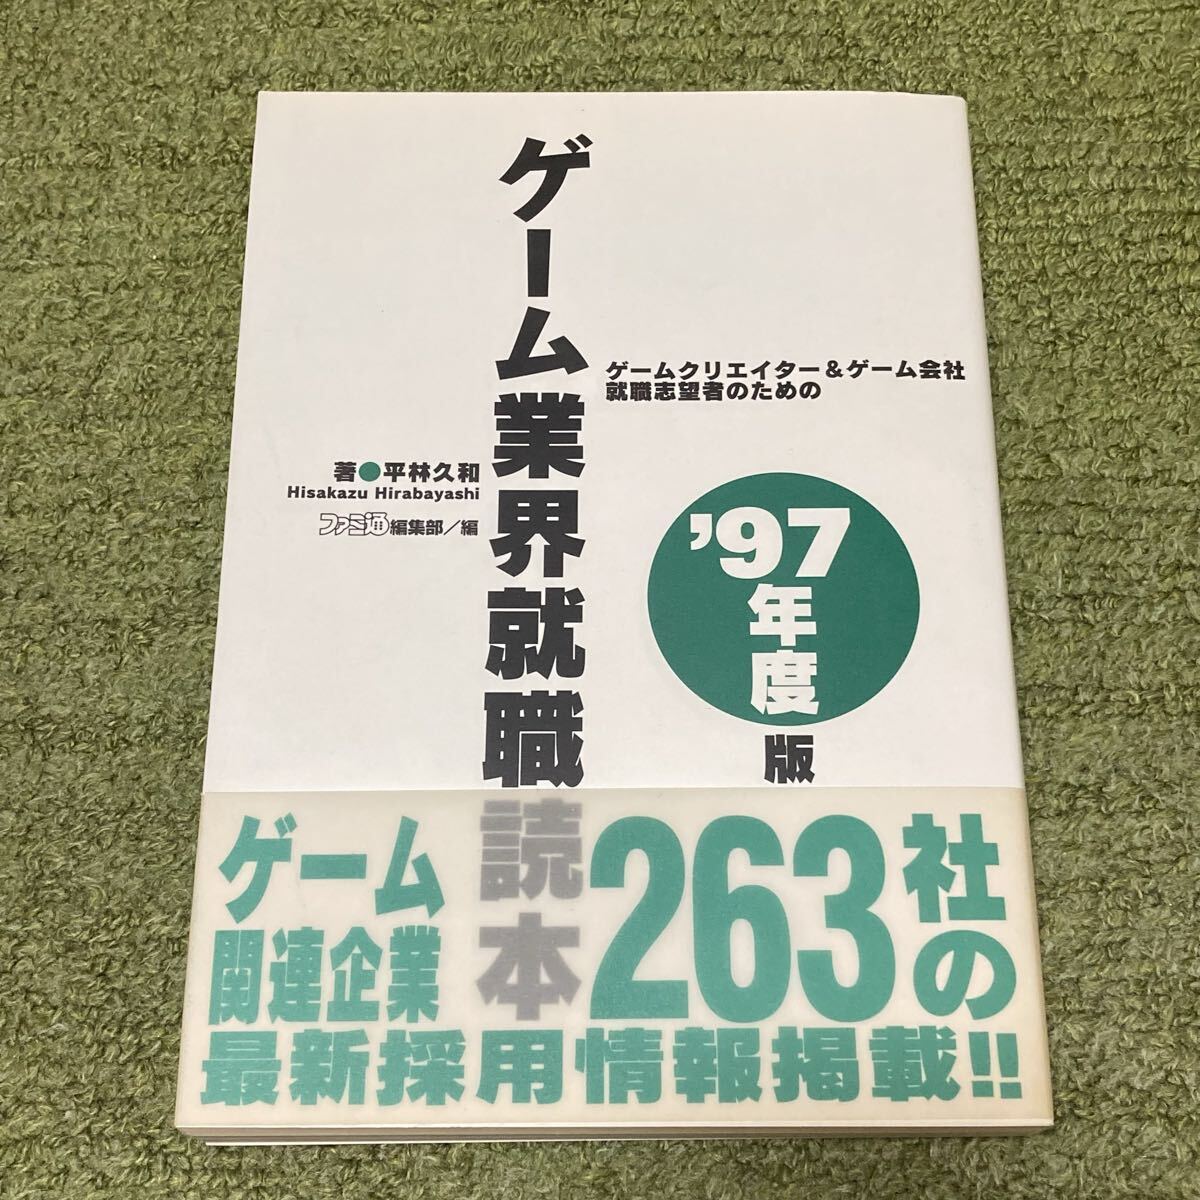 ゲームクリエイター＆ゲーム会社
就職志望者のための
ゲーム業界就職読本
'97
年度
版
著●平林久和
Hisakazu Hirabayashi
ファミ通編集部／編
ゲーム
関連企業
263社の
最新採用情報掲載!!